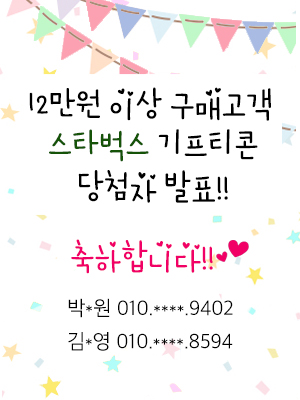 12만원 이상 구매고객
스타벅스 기프티콘
당첨자 발표!!
축하합니다!!
박*원 010.****.9402
김*영 010.****.8594